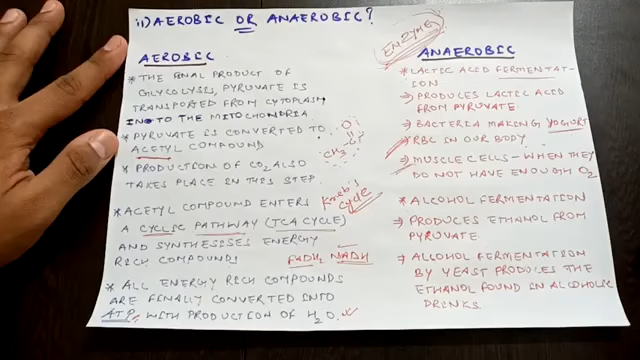 ii) AEROBIC OR ANAEROBIC?
ENZYME
AEROBIC
* THE FINAL PRODUCT OF
GLYCOLYSIS, PYRUVATE IS
TRANSPORTED FROM CYTOPLASM
INTO THE MITOCHONDRIA
* PYRUVATE IS CONVERTED TO
ACETYL COMPOUND
* PRODUCTION OF CO2 ALSO
TAKES PLACE IN THIS STEP.
* ACETYL COMPOUND ENTERS
A CYCLIC PATHWAY (TCA CYCLE)
AND SYNTHESISES ENERGY
RICH COMPOUNDS
* ALL ENERGY RICH COMPOUNDS
ARE FINALLY CONVERTED INTO
ATP, WITH PRODUCTION OF H2O.
O
CH3-C-
Kreb's
Cycle
FADH2 NADH
ANAEROBIC
* LACTIC ACID FERMENTAT-
ION
→ PRODUCES LACTIC ACID
FROM PYRUVATE
→ BACTERIA MAKING YOGURT
→ RBC IN OUR BODY
→ MUSCLE CELLS - WHEN THEY
DO NOT HAVE ENOUGH O2
* ALCOHOL FERMENTATION
→ PRODUCES ETHANOL FROM
PYRUVATE.
→ ALCOHOL FERMENTATION
BY YEAST PRODUCES THE
ETHANOL FOUND IN ALCOHOLIC
DRINKS